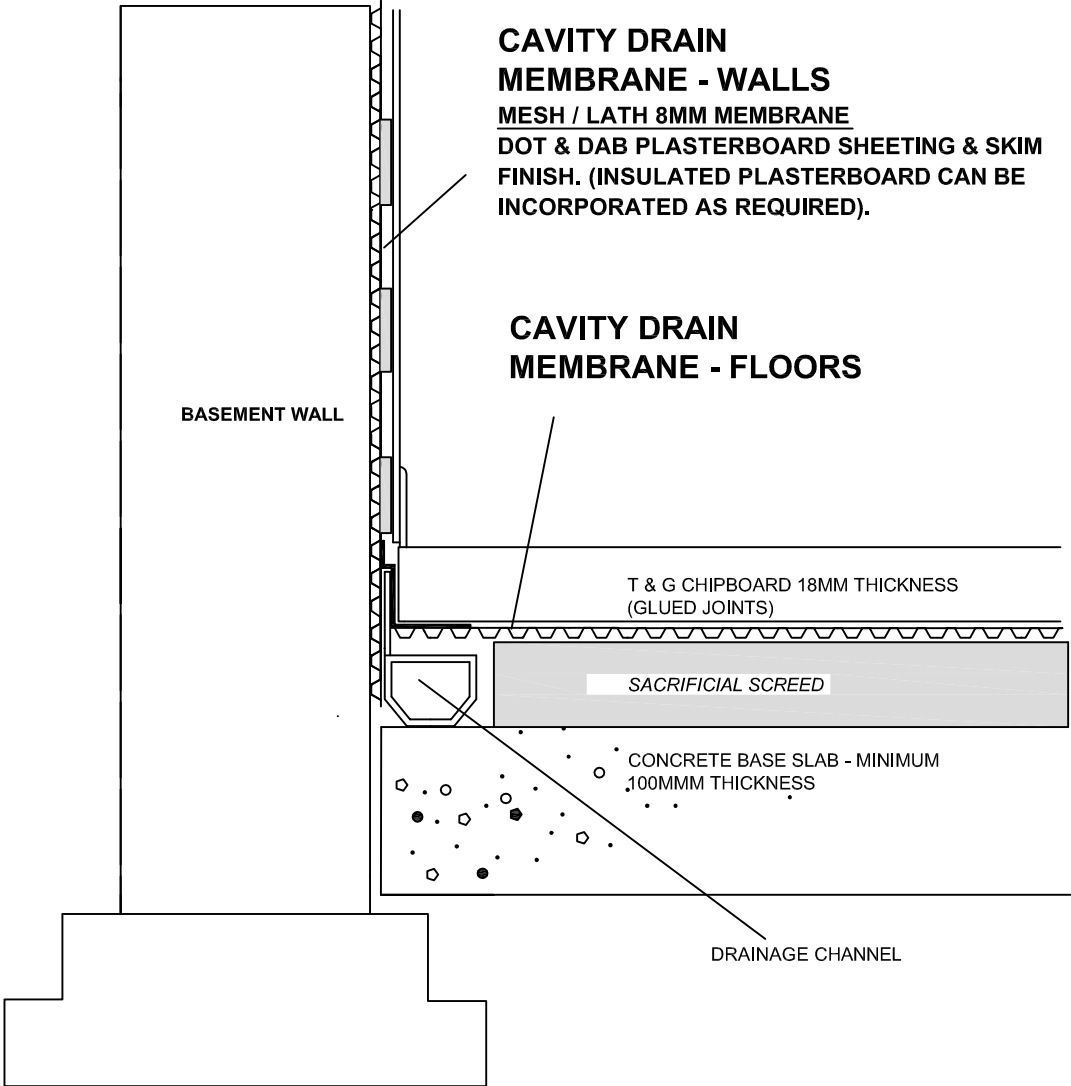 CAVITY DRAIN
MEMBRANE - WALLS
MESH / LATH 8MM MEMBRANE
DOT & DAB PLASTERBOARD SHEETING & SKIM
FINISH. (INSULATED PLASTERBOARD CAN BE
INCORPORATED AS REQUIRED).
CAVITY DRAIN
MEMBRANE - FLOORS
BASEMENT WALL
T & G CHIPBOARD 18MM THICKNESS
(GLUED JOINTS)
SACRIFICIAL SCREED
CONCRETE BASE SLAB - MINIMUM
100MMM THICKNESS
DRAINAGE CHANNEL